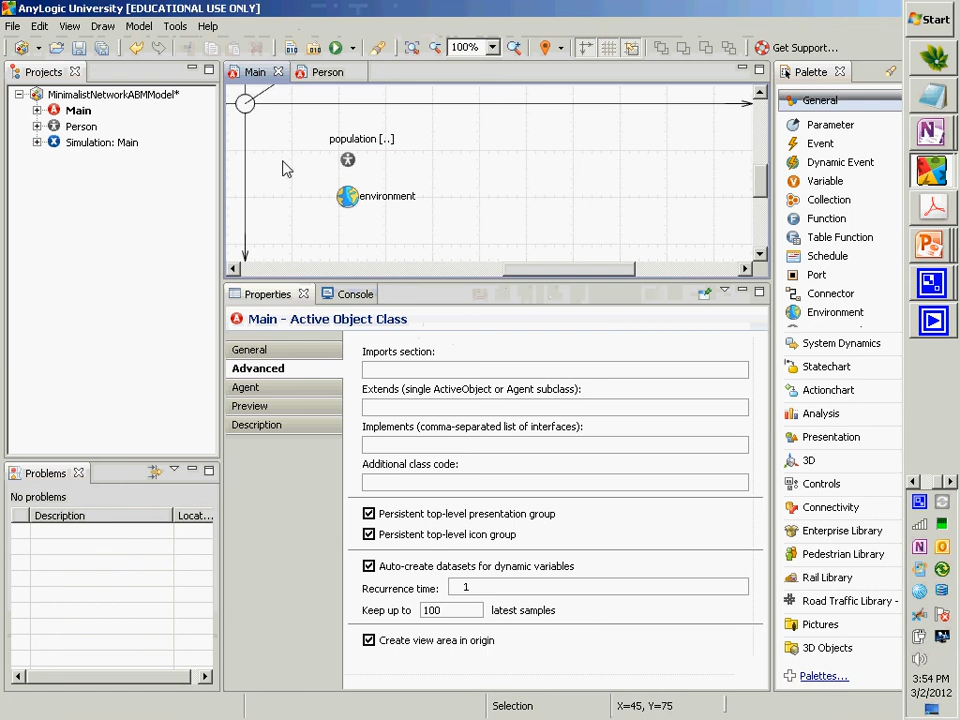 AnyLogic University [EDUCATIONAL USE ONLY]
File Edit View Draw Model Tools Help
100% Get Support...
Projects
MinimalistNetworkABMModel*
Main
Person
Simulation: Main
Problems
No problems
Description Locat...
Main Person
population [..]
environment
Properties Console
Main - Active Object Class
General
Advanced
Agent
Preview
Description
Imports section:
Extends (single ActiveObject or Agent subclass):
Implements (comma-separated list of interfaces):
Additional class code:
Persistent top-level presentation group
Persistent top-level icon group
Auto-create datasets for dynamic variables
Recurrence time: 1
Keep up to 100 latest samples
Create view area in origin
Palette
General
Parameter
Event
Dynamic Event
Variable
Collection
Function
Table Function
Schedule
Port
Connector
Environment
System Dynamics
Statechart
Actionchart
Analysis
Presentation
3D
Controls
Connectivity
Enterprise Library
Pedestrian Library
Rail Library
Road Traffic Library -
Pictures
3D Objects
Palettes...
Selection X=45, Y=75
Start
3:54 PM
3/2/2012